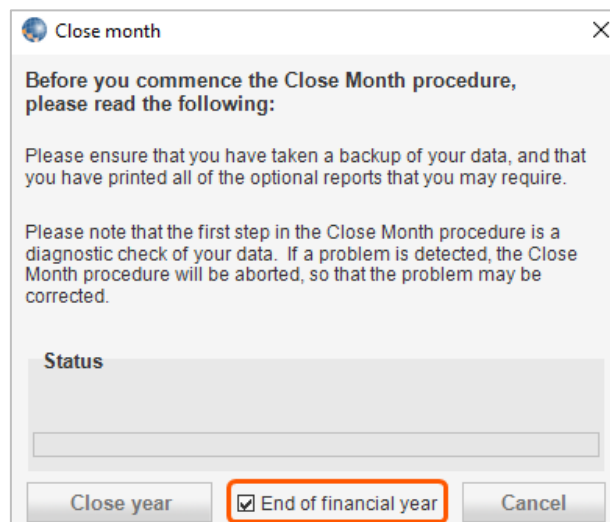 Close month
Before you commence the Close Month procedure,
please read the following:
Please ensure that you have taken a backup of your data, and that
you have printed all of the optional reports that you may require.
Please note that the first step in the Close Month procedure is a
diagnostic check of your data.  If a problem is detected, the Close
Month procedure will be aborted, so that the problem may be
corrected.
Status
Close year
End of financial year
Cancel